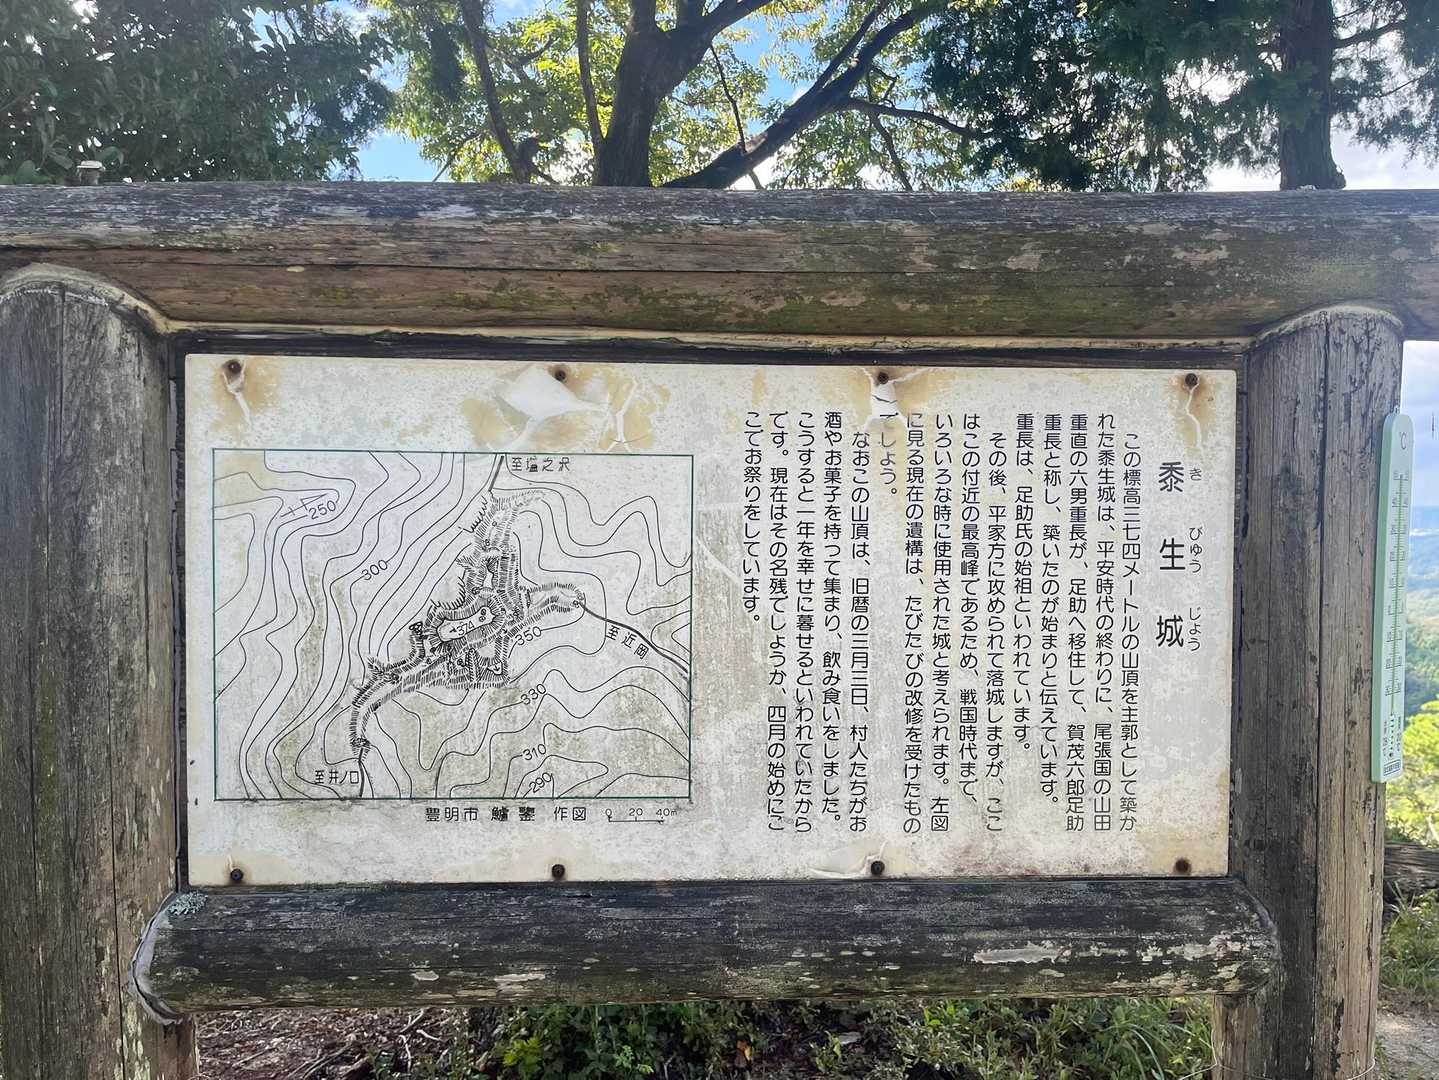 黍生城
き びゆう じよう
この標高三七四メートルの山頂を主郭として築か
れた黍生城は、平安時代の終わりに、尾張国の山田
重直の六男重長が、足助へ移住して、賀茂六郎足助
重長と称し、築いたのが始まりと伝えています。
重長は、足助氏の始祖といわれています。
その後、平家方に攻められて落城しますが、ここ
はこの付近の最高峰であるため、戦国時代まで、
いろいろな時に使用された城と考えられます。左図
に見る現在の遺構は、たびたびの改修を受けたもの
でしよう。
なおこの山頂は、旧暦の三月三日、村人たちがお
酒やお菓子を持つて集まり、飲み食いをしました。
こうすると一年を幸せに暮せるといわれていたから
です。現在はその名残でしようか、四月の始めにこ
こでお祭りをしています。
至塩之沢
250
300
374
350
至近岡
330
310
290
至井ノ口
豊明市 鱸 鑒 作図 0 20 40m
℃